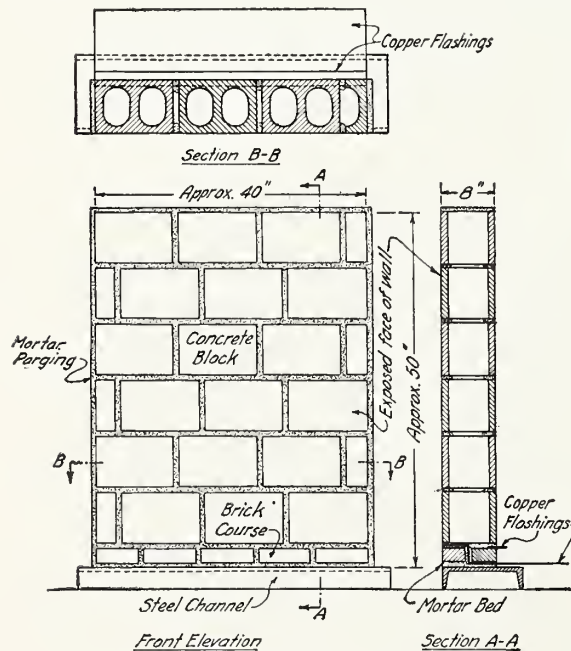 Copper Flashings
Section B-B
A
Approx. 40"
8"
Mortar
Parging
Concrete
Block
Exposed face of wall
Approx. 50"
B
B
Brick
Course
Copper
Flashings
Steel Channel
A
Mortar Bed
Front Elevation
Section A-A